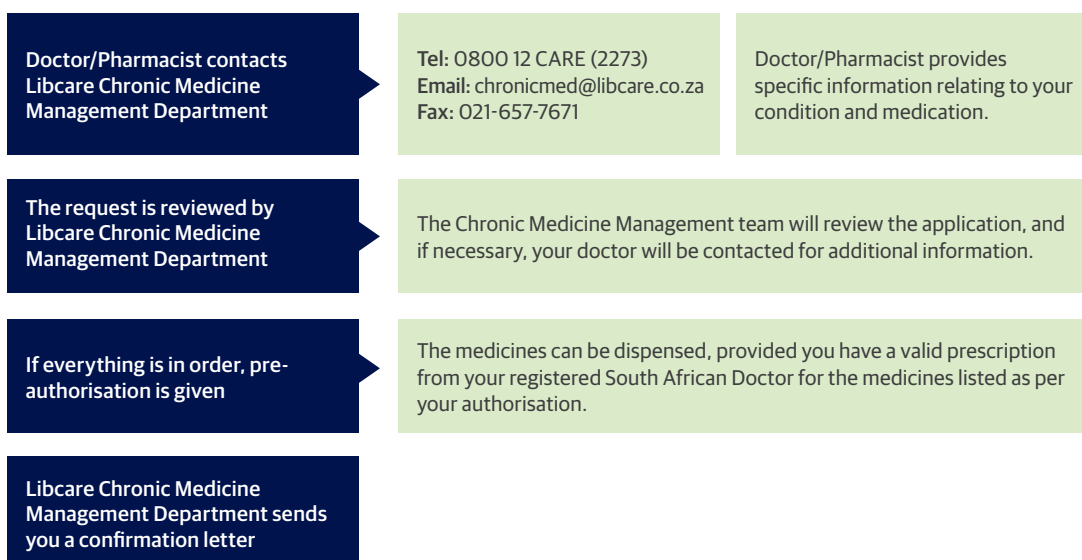 Doctor/Pharmacist contacts
Libcare Chronic Medicine
Management Department
Tel: 0800 12 CARE (2273)
Email: chronicmed@libcare.co.za
Fax: 021-657-7671
Doctor/Pharmacist provides
specific information relating to your
condition and medication.
The request is reviewed by
Libcare Chronic Medicine
Management Department
The Chronic Medicine Management team will review the application, and
if necessary, your doctor will be contacted for additional information.
If everything is in order, pre-
authorisation is given
The medicines can be dispensed, provided you have a valid prescription
from your registered South African Doctor for the medicines listed as per
your authorisation.
Libcare Chronic Medicine
Management Department sends
you a confirmation letter